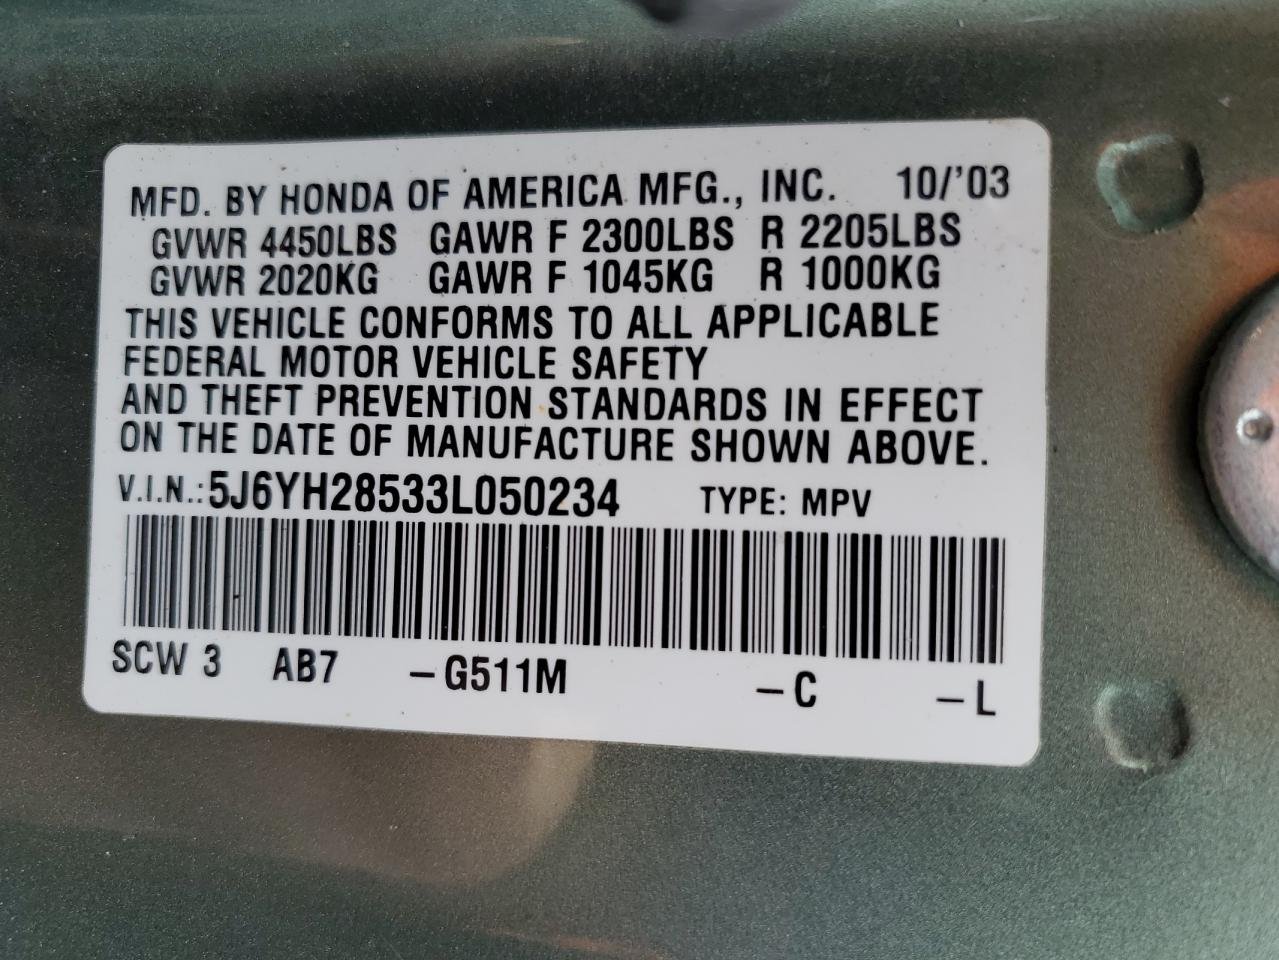 MFD. BY HONDA OF AMERICA MFG., INC. 10/'03
GVWR 4450LBS GAWR F 2300LBS R 2205LBS
GVWR 2020KG GAWR F 1045KG R 1000KG
THIS VEHICLE CONFORMS TO ALL APPLICABLE
FEDERAL MOTOR VEHICLE SAFETY
AND THEFT PREVENTION STANDARDS IN EFFECT
ON THE DATE OF MANUFACTURE SHOWN ABOVE.
V.I.N.: 5J6YH28533L050234 TYPE: MPV
SCW 3 AB7 – G511M – C – L